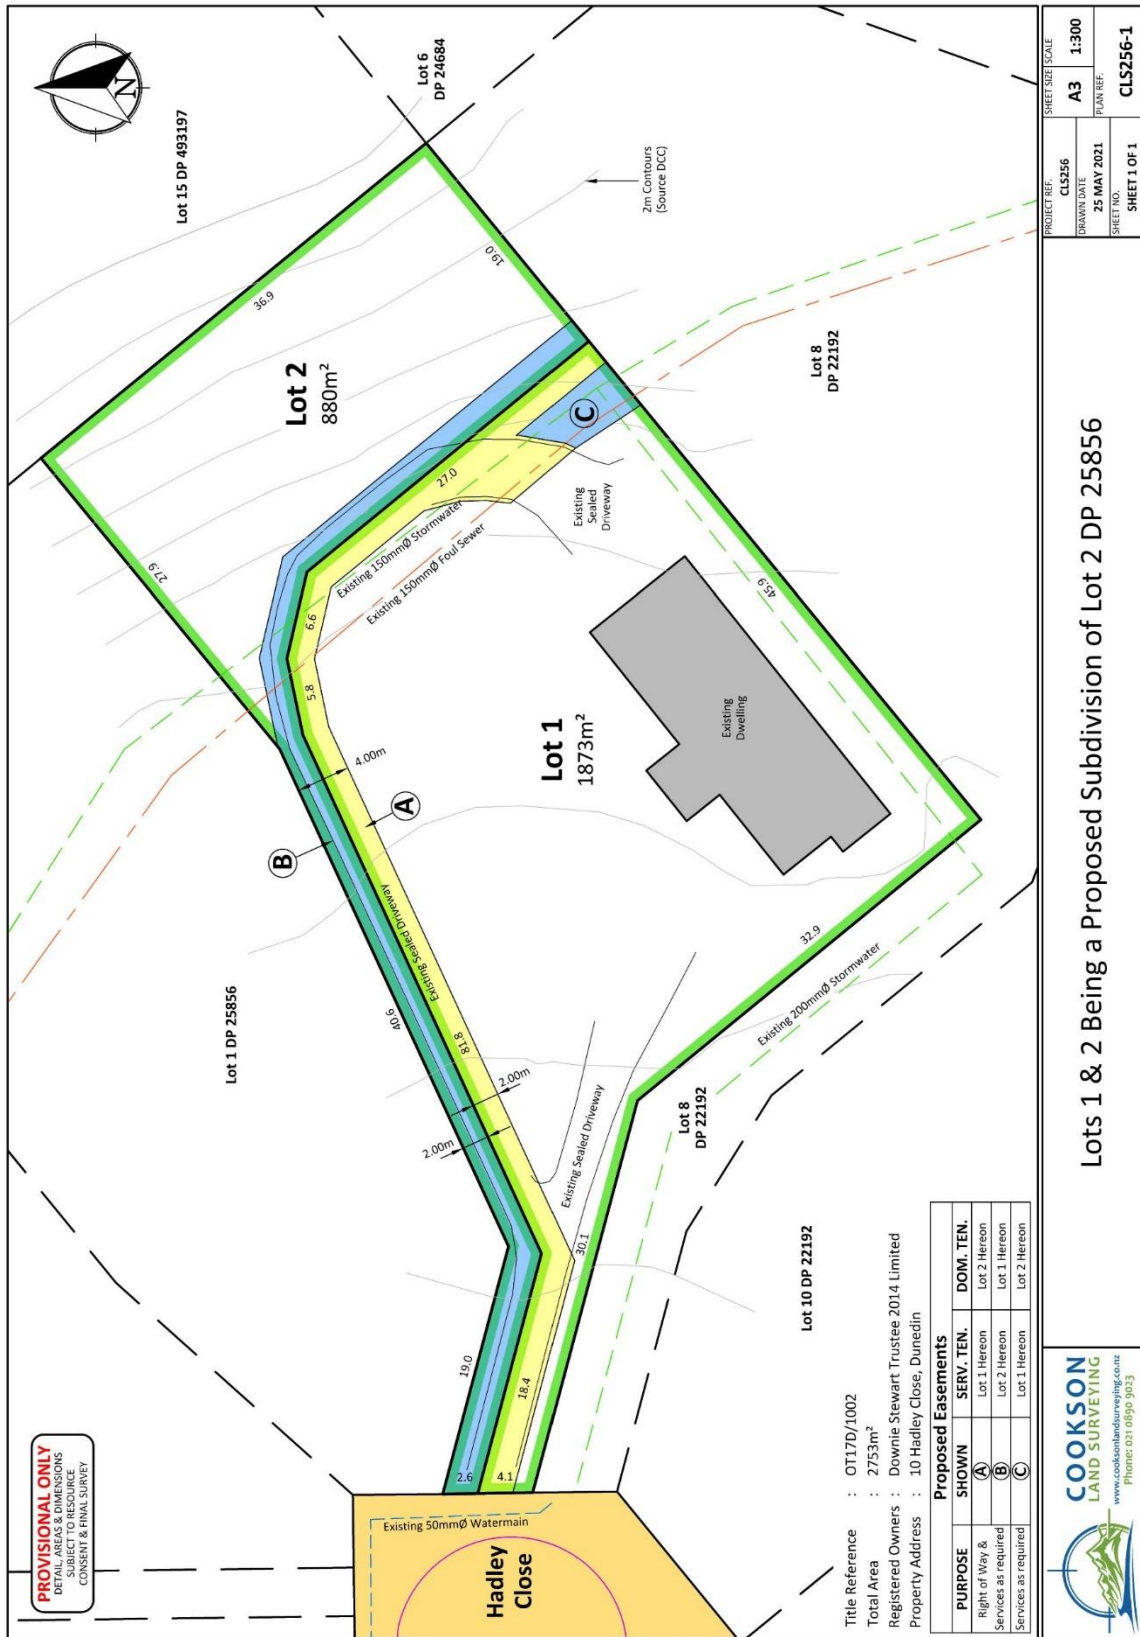 PROVISIONAL ONLY
DETAIL, AREAS & DIMENSIONS
SUBJECT TO RESOURCE
CONSENT & FINAL SURVEY
N
Lot 15 DP 493197
Lot 6
DP 24684
2m Contours
(Source DCC)
36.9
19.0
27.9
Lot 2
880m²
27.0
C
Existing
Sealed
Driveway
Existing 150mmØ Stormwater
Existing 150mmØ Foul Sewer
6.6
5.8
Lot 8
DP 22192
45.9
Lot 1
1873m²
Existing
Dwelling
4.00m
A
B
Existing Sealed Driveway
40.6
81.8
Lot 1 DP 25856
2.00m
2.00m
32.9
Existing 200mmØ Stormwater
Lot 8
DP 22192
Existing Sealed Driveway
30.1
19.0
18.4
2.6
4.1
Lot 10 DP 22192
Existing 50mmØ Watermain
Hadley
Close
Title Reference : OT17D/1002
Total Area : 2753m²
Registered Owners : Downie Stewart Trustee 2014 Limited
Property Address : 10 Hadley Close, Dunedin
Proposed Easements
PURPOSE SHOWN SERV. TEN. DOM. TEN.
Right of Way &
Services as required
A Lot 1 Hereon Lot 2 Hereon
B Lot 2 Hereon Lot 1 Hereon
Services as required C Lot 1 Hereon Lot 2 Hereon
COOKSON
LAND SURVEYING
www.cooksonlandsurveying.co.nz
Phone: 021 0890 9023
Lots 1 & 2 Being a Proposed Subdivision of Lot 2 DP 25856
PROJECT REF.
CLS256
DRAWN DATE
25 MAY 2021
SHEET NO.
SHEET 1 OF 1
SHEET SIZE
A3
SCALE
1:300
PLAN REF.
CLS256-1